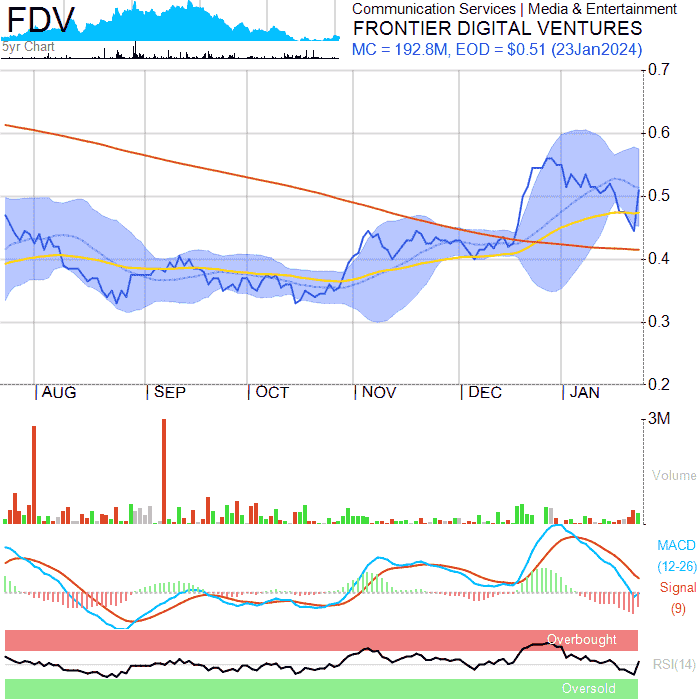 FDV
5yr Chart
Communication Services | Media & Entertainment
FRONTIER DIGITAL VENTURES
MC = 192.8M, EOD = $0.51 (23Jan2024)
0.7
0.6
0.5
0.4
0.3
0.2
AUG SEP OCT NOV DEC JAN
3M
Volume
MACD
(12-26)
Signal
(9)
Overbought
RSI(14)
Oversold